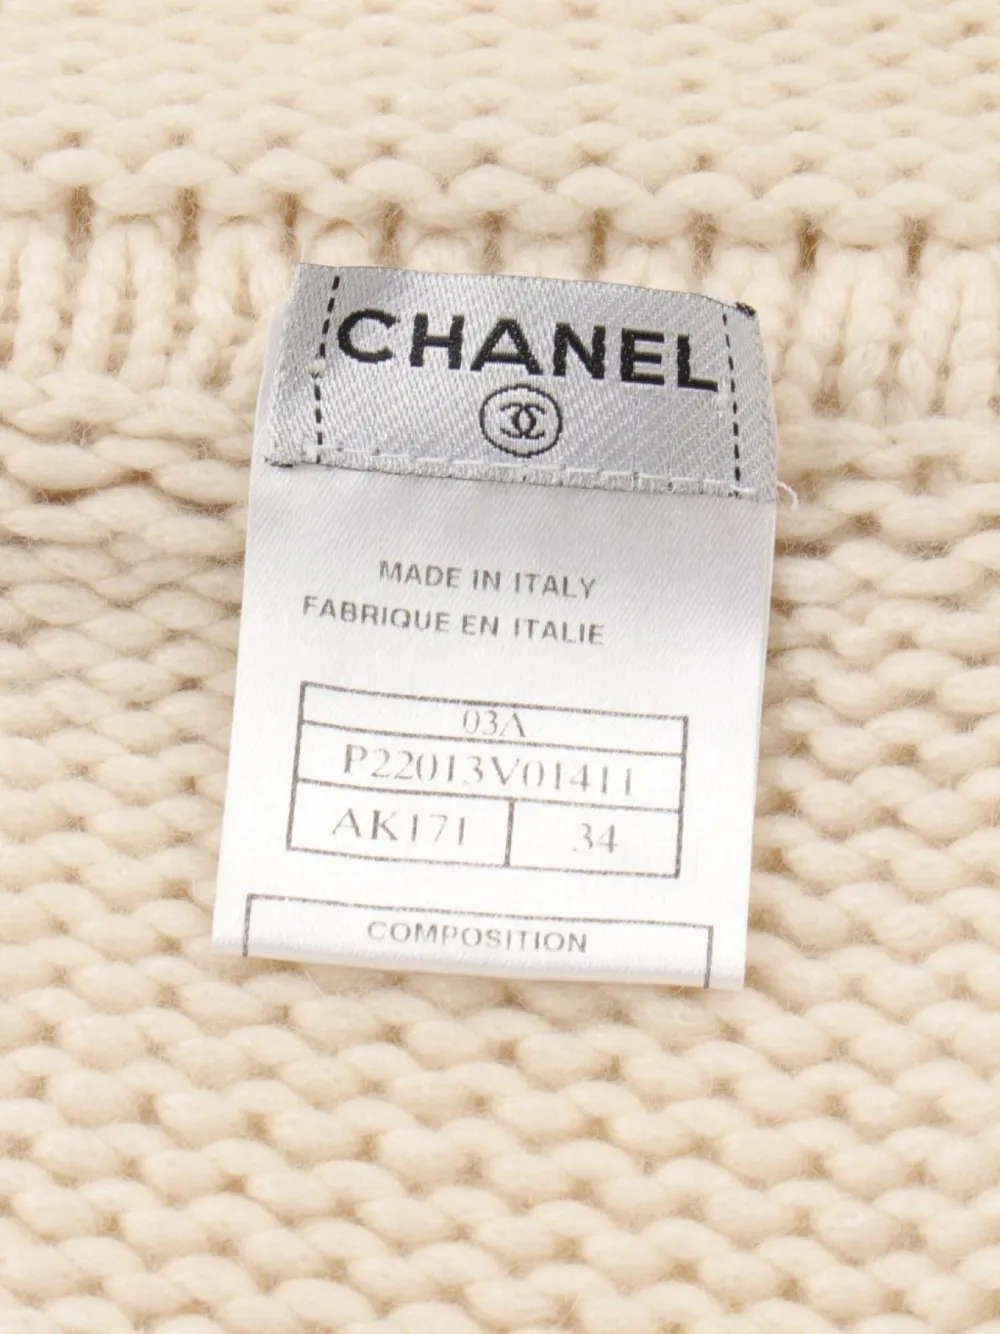 CHANEL
MADE IN ITALY
FABRIQUE EN ITALIE
03A
P22013V01411
AK171 34
COMPOSITION